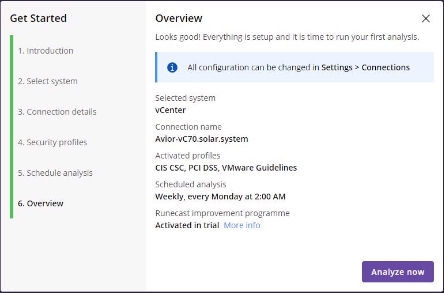 Get Started
1. Introduction
2. Select system
3. Connection details
4. Security profiles
5. Schedule analysis
6. Overview
Overview
Looks good! Everything is setup and it is time to run your first analysis.
All configuration can be changed in Settings > Connections
Selected system
vCenter
Connection name
Avior-vC70.solar.system
Activated profiles
CIS CSC, PCI DSS, VMware Guidelines
Scheduled analysis
Weekly, every Monday at 2:00 AM
Runecast improvement programme
Activated in trial More info
Analyze now